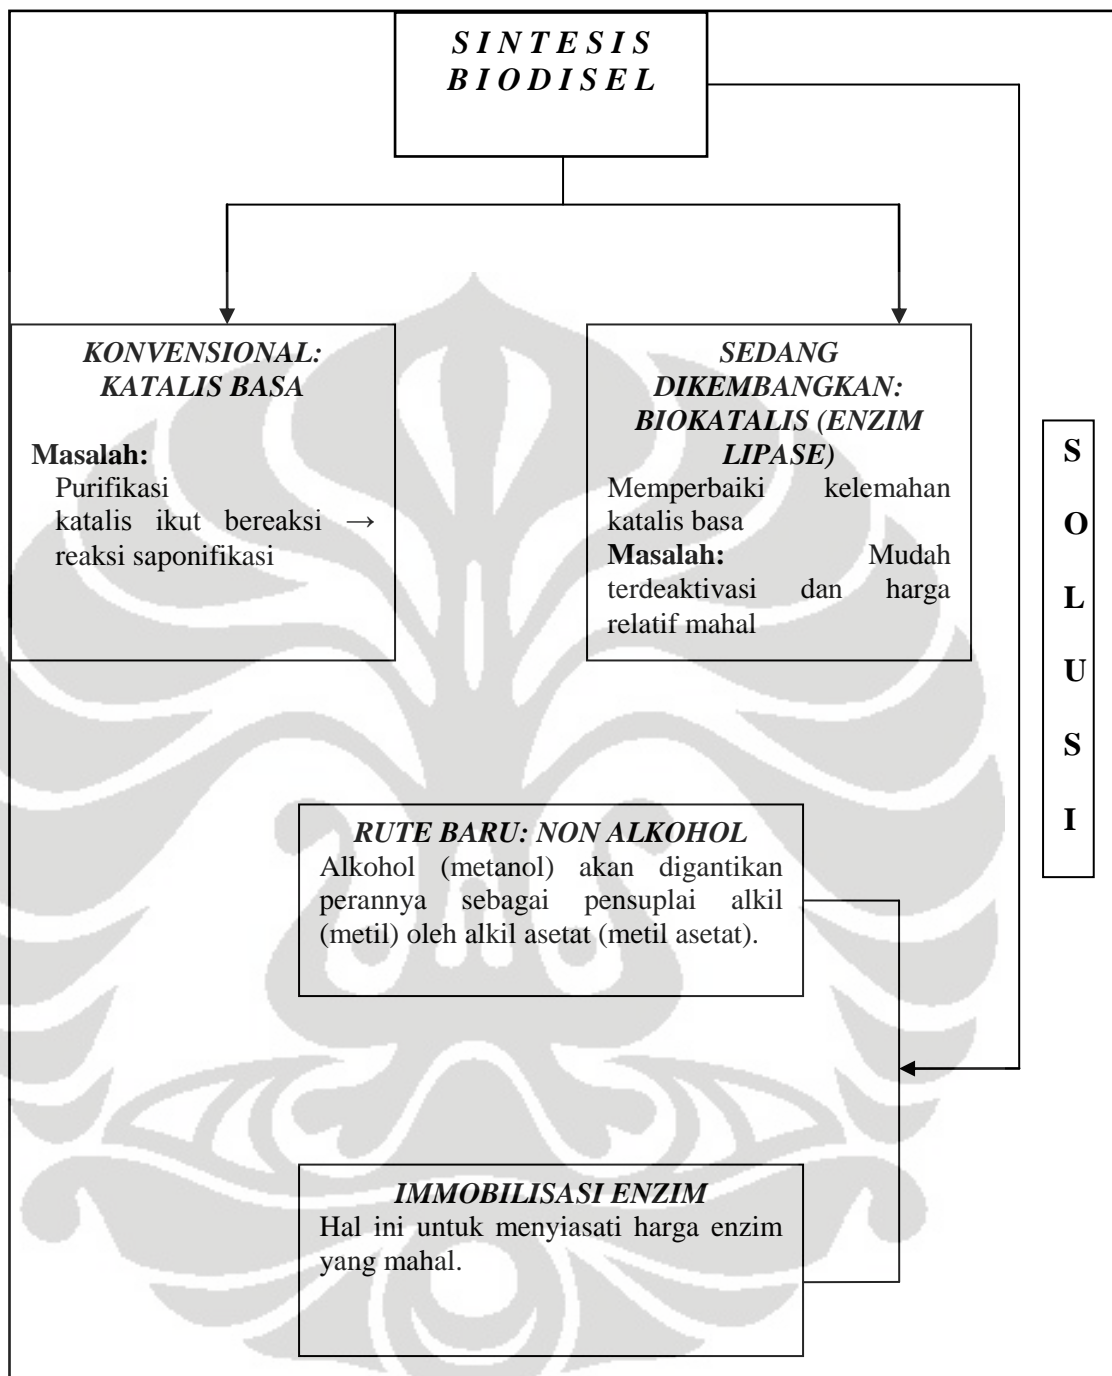 S I N T E S I S
B I O D I S E L
KONVENSIONAL:
KATALIS BASA
Masalah:
Purifikasi
katalis ikut bereaksi →
reaksi saponifikasi
SEDANG
DIKEMBANGKAN:
BIOKATALIS (ENZIM
LIPASE)
Memperbaiki kelemahan
katalis basa
Masalah: Mudah
terdeaktivasi dan harga
relatif mahal
S
O
L
U
S
I
RUTE BARU: NON ALKOHOL
Alkohol (metanol) akan digantikan
perannya sebagai pensuplai alkil
(metil) oleh alkil asetat (metil asetat).
IMMOBILISASI ENZIM
Hal ini untuk menyiasati harga enzim
yang mahal.